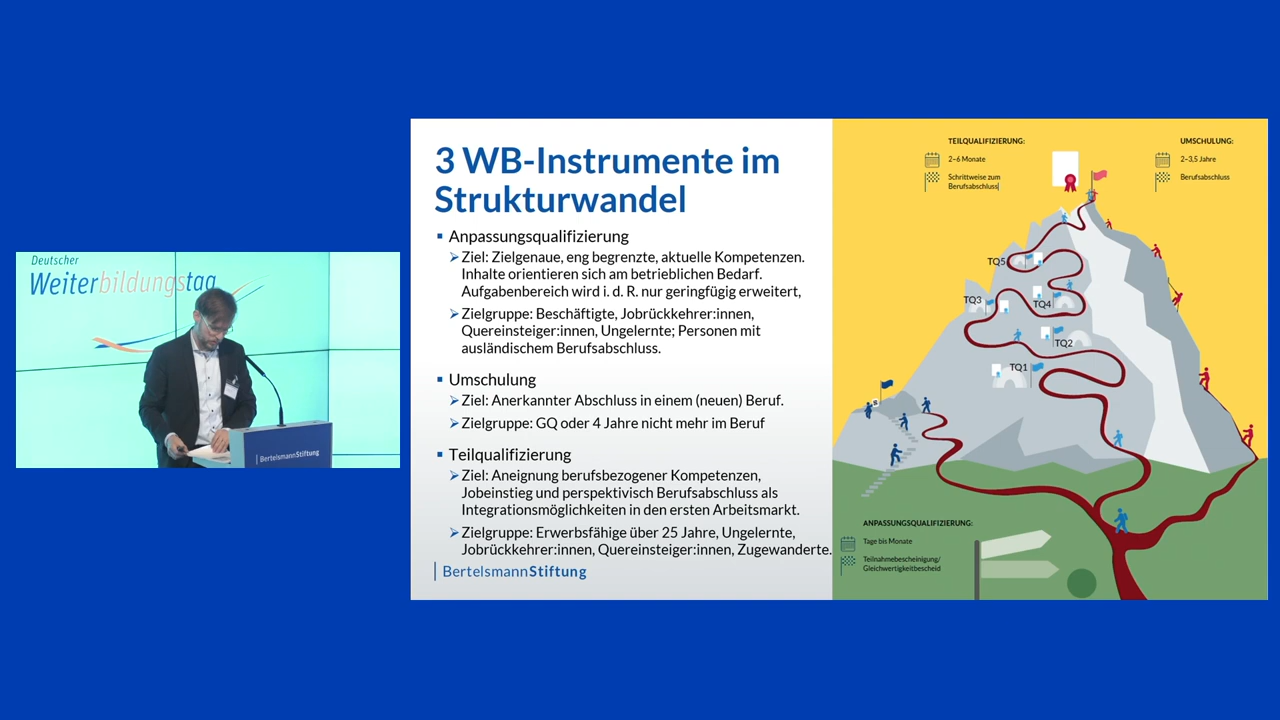 Deutscher
Weiterbildungstag
BertelsmannStiftung
3 WB-Instrumente im
Strukturwandel
Anpassungsqualifizierung
Ziel: Zielgenaue, eng begrenzte, aktuelle Kompetenzen.
Inhalte orientieren sich am betrieblichen Bedarf.
Aufgabenbereich wird i. d. R. nur geringfügig erweitert,
Zielgruppe: Beschäftigte, Jobrückkehrer:innen,
Quereinsteiger:innen, Ungelernte; Personen mit
ausländischem Berufsabschluss.
Umschulung
Ziel: Anerkannter Abschluss in einem (neuen) Beruf.
Zielgruppe: GQ oder 4 Jahre nicht mehr im Beruf
Teilqualifizierung
Ziel: Aneignung berufsbezogener Kompetenzen,
Jobeinstieg und perspektivisch Berufsabschluss als
Integrationsmöglichkeiten in den ersten Arbeitsmarkt.
Zielgruppe: Erwerbsfähige über 25 Jahre, Ungelernte,
Jobrückkehrer:innen, Quereinsteiger:innen, Zugewanderte.
BertelsmannStiftung
TEILQUALIFIZIERUNG:
2–6 Monate
Schrittweise zum
Berufsabschluss
UMSCHULUNG:
2–3,5 Jahre
Berufsabschluss
TQ5
TQ3
TQ4
TQ2
TQ1
ANPASSUNGSQUALIFIZIERUNG:
Tage bis Monate
Teilnahmebescheinigung/
Gleichwertigkeitbescheid